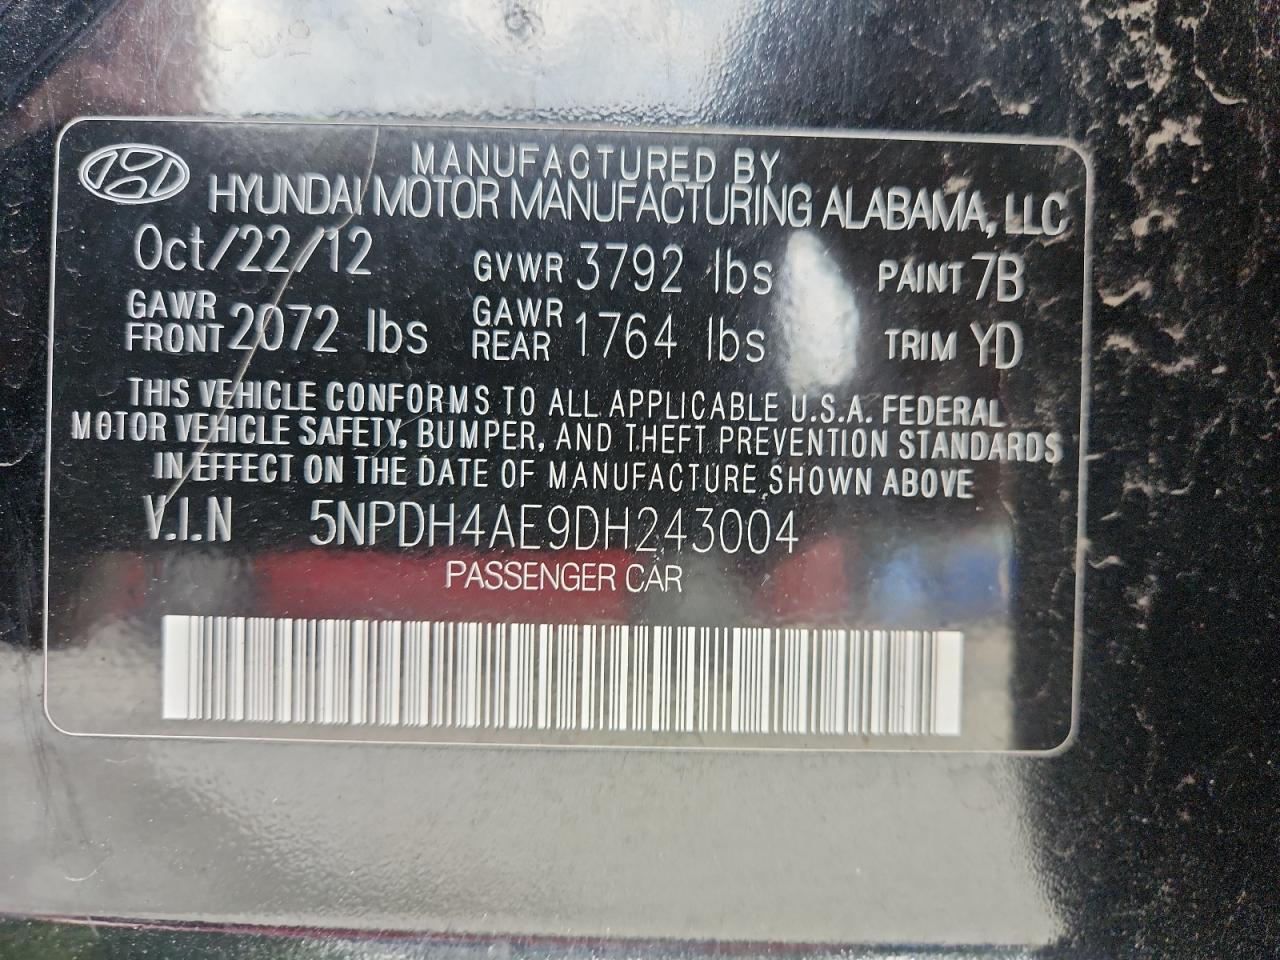 MANUFACTURED BY
HYUNDAI MOTOR MANUFACTURING ALABAMA, LLC
Oct/22/12 GVWR 3792 lbs PAINT 7B
GAWR FRONT 2072 lbs GAWR REAR 1764 lbs TRIM YD
THIS VEHICLE CONFORMS TO ALL APPLICABLE U.S.A. FEDERAL
MOTOR VEHICLE SAFETY, BUMPER, AND THEFT PREVENTION STANDARDS
IN EFFECT ON THE DATE OF MANUFACTURE SHOWN ABOVE
V.I.N 5NPDH4AE9DH243004
PASSENGER CAR